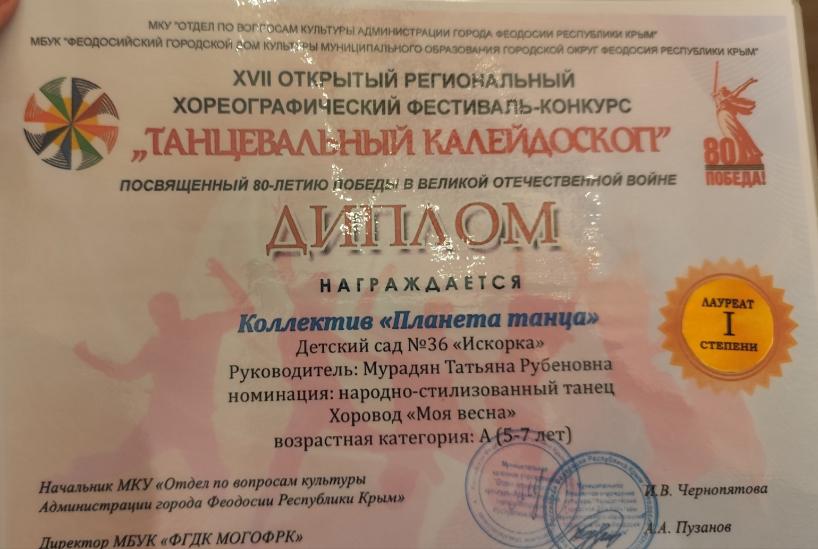 МКУ "ОТДЕЛ ПО ВОПРОСАМ КУЛЬТУРЫ АДМИНИСТРАЦИИ ГОРОДА ФЕОДОСИИ РЕСПУБЛИКИ КРЫМ"
МБУК "ФЕОДОСИЙСКИЙ ГОРОДСКОЙ ДОМ КУЛЬТУРЫ МУНИЦИПАЛЬНОГО ОБРАЗОВАНИЯ ГОРОДСКОЙ ОКРУГ ФЕОДОСИЯ РЕСПУБЛИКИ КРЫМ"
XVII ОТКРЫТЫЙ РЕГИОНАЛЬНЫЙ
ХОРЕОГРАФИЧЕСКИЙ ФЕСТИВАЛЬ-КОНКУРС
„ТАНЦЕВАЛЬНЫЙ КАЛЕЙДОСКОП”
80
ПОБЕДА!
ПОСВЯЩЕННЫЙ 80-ЛЕТИЮ ПОБЕДЫ В ВЕЛИКОЙ ОТЕЧЕСТВЕННОЙ ВОЙНЕ
ДИПЛОМ
НАГРАЖДАЕТСЯ
Коллектив «Планета танца»
Детский сад №36 «Искорка»
Руководитель: Мурадян Татьяна Рубеновна
номинация: народно-стилизованный танец
Хоровод «Моя весна»
возрастная категория: А (5-7 лет)
ЛАУРЕАТ
I
СТЕПЕНИ
Начальник МКУ «Отдел по вопросам культуры
Администрации города Феодосии Республики Крым»
И.В. Чернопятова
Директор МБУК «ФГДК МОГОФРК»
А.А. Пузанов